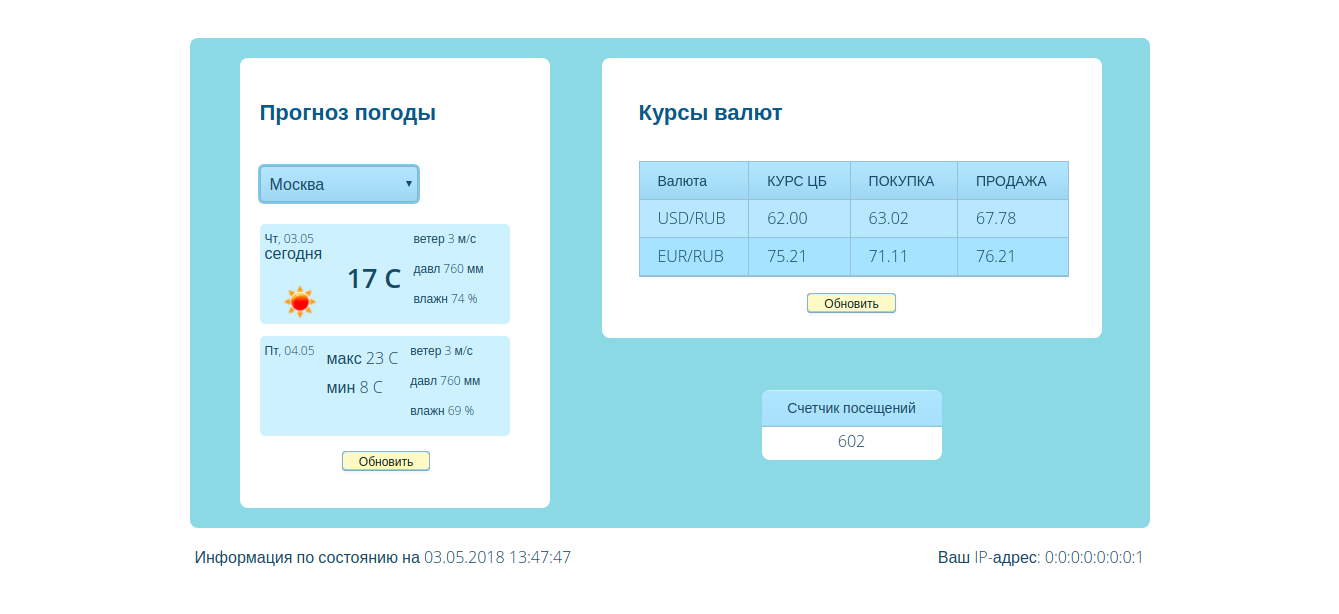 Прогноз погоды
Москва
Чт, 03.05
сегодня
17 C
ветер 3 м/с
давл 760 мм
влажн 74 %
Пт, 04.05
макс 23 C
мин 8 C
ветер 3 м/с
давл 760 мм
влажн 69 %
Обновить
Курсы валют
Валюта КУРС ЦБ ПОКУПКА ПРОДАЖА
USD/RUB 62.00 63.02 67.78
EUR/RUB 75.21 71.11 76.21
Обновить
Счетчик посещений
602
Информация по состоянию на 03.05.2018 13:47:47
Ваш IP-адрес: 0:0:0:0:0:0:0:1